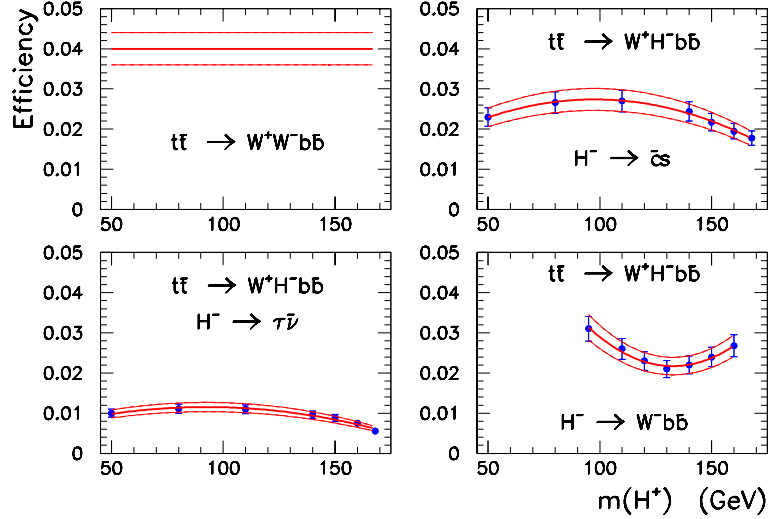 Efficiency
0.05
0.04
0.03
0.02
0.01
0
50 100 150
tt̄ → W⁺W⁻bb̄
0.05
0.04
0.03
0.02
0.01
0
50 100 150
tt̄ → W⁺H⁻bb̄
H⁻ → c̄s
0.05
0.04
0.03
0.02
0.01
0
50 100 150
tt̄ → W⁺H⁻bb̄
H⁻ → τν̄
0.05
0.04
0.03
0.02
0.01
0
50 100 150
tt̄ → W⁺H⁻bb̄
H⁻ → W⁻bb̄
m(H⁺) (GeV)